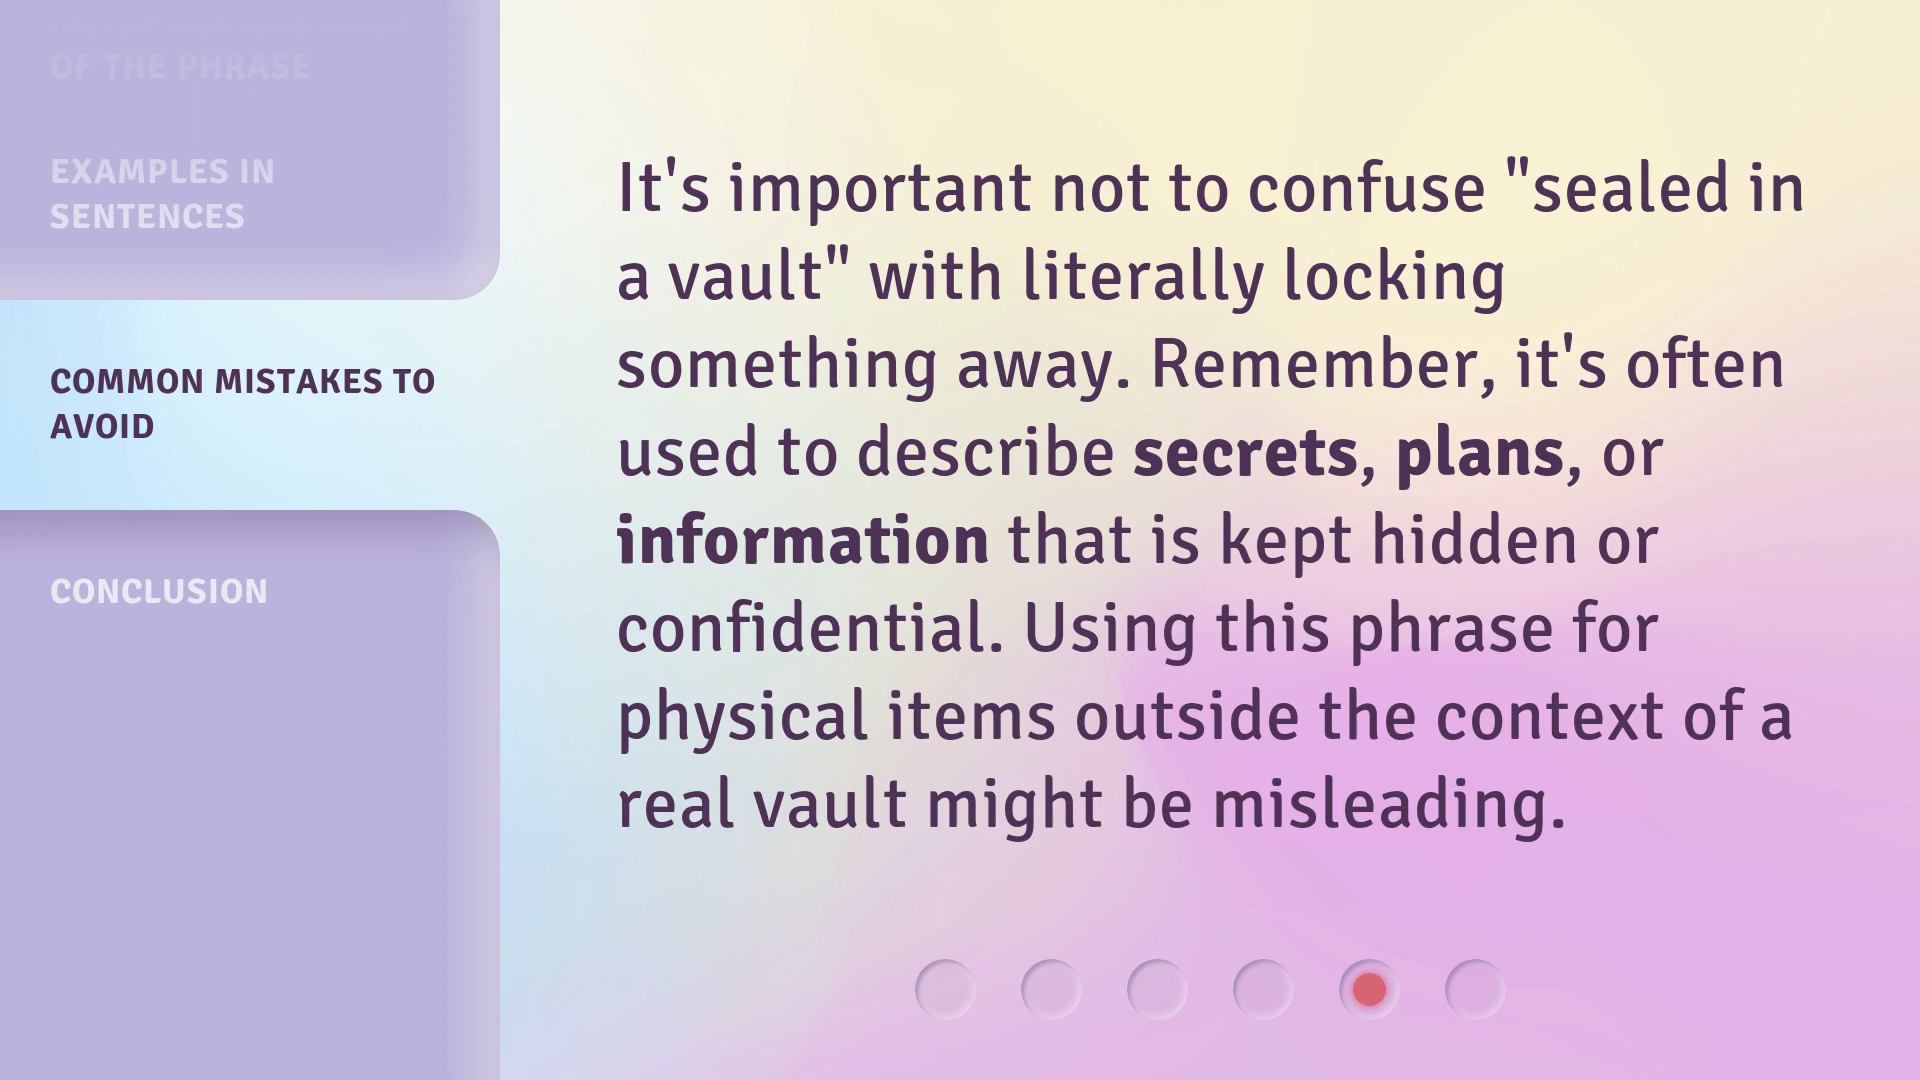 OF THE PHRASE
EXAMPLES IN
SENTENCES
COMMON MISTAKES TO
AVOID
CONCLUSION
It's important not to confuse "sealed in
a vault" with literally locking
something away. Remember, it's often
used to describe secrets, plans, or
information that is kept hidden or
confidential. Using this phrase for
physical items outside the context of a
real vault might be misleading.